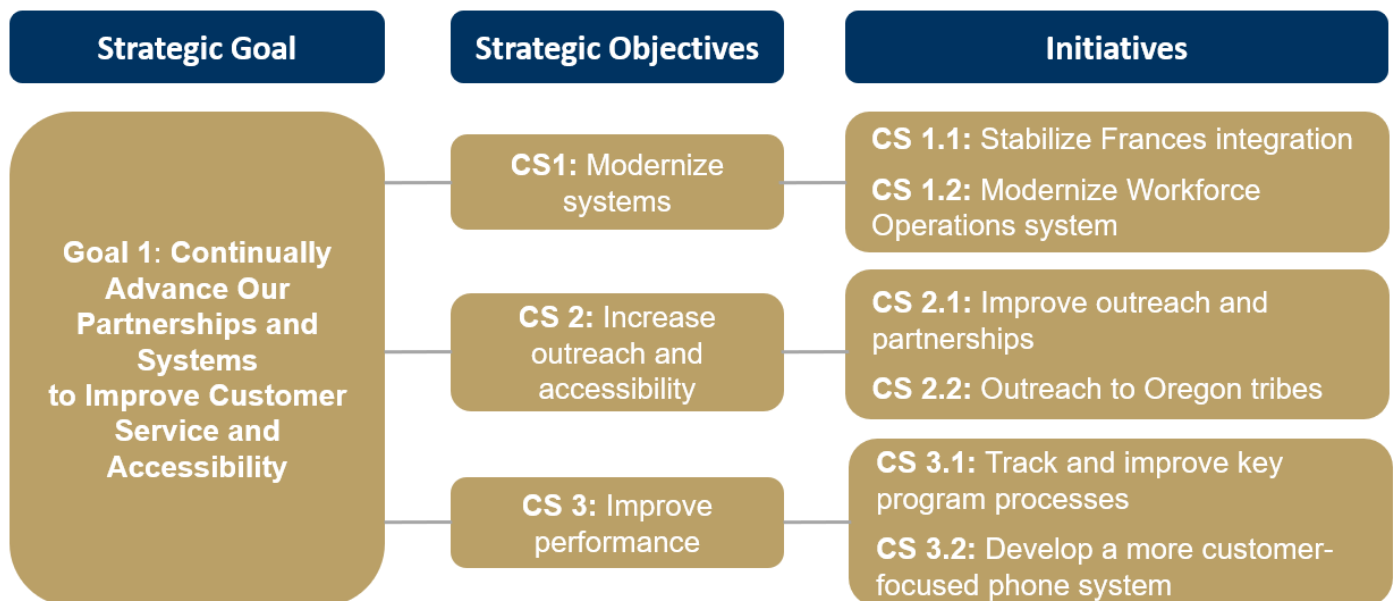 Strategic Goal
Strategic Objectives
Initiatives
Goal 1: Continually
Advance Our
Partnerships and
Systems
to Improve Customer
Service and
Accessibility
CS1: Modernize
systems
CS 1.1: Stabilize Frances integration
CS 1.2: Modernize Workforce
Operations system
CS 2: Increase
outreach and
accessibility
CS 2.1: Improve outreach and
partnerships
CS 2.2: Outreach to Oregon tribes
CS 3: Improve
performance
CS 3.1: Track and improve key
program processes
CS 3.2: Develop a more customer-
focused phone system